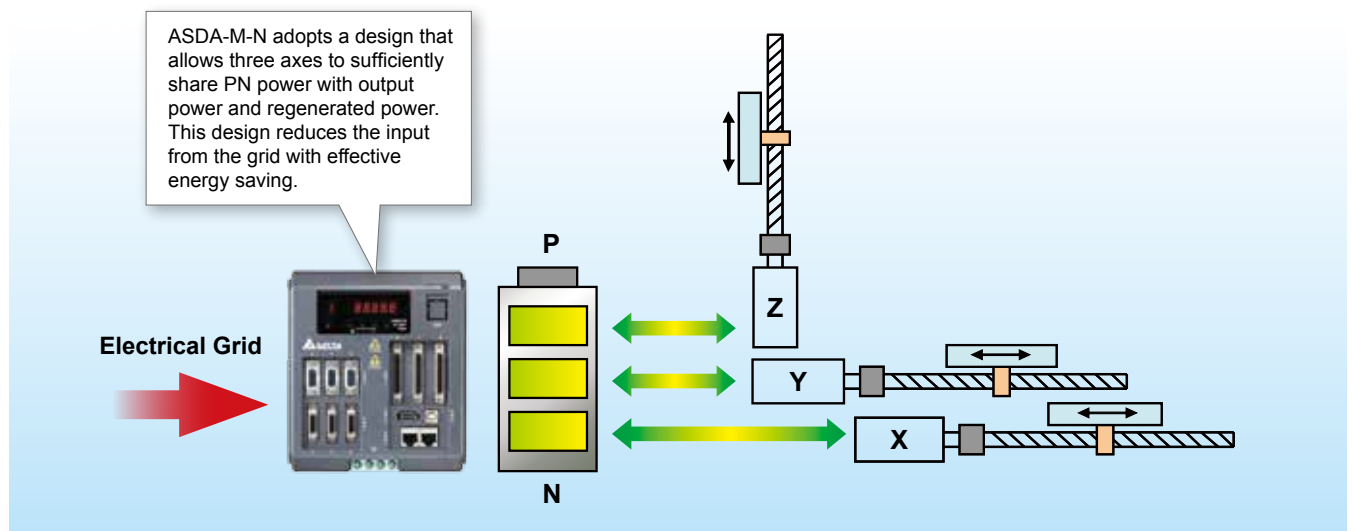 ASDA-M-N adopts a design that
allows three axes to sufficiently
share PN power with output
power and regenerated power.
This design reduces the input
from the grid with effective
energy saving.
P
Z
Electrical Grid
DELTA
Y
X
N